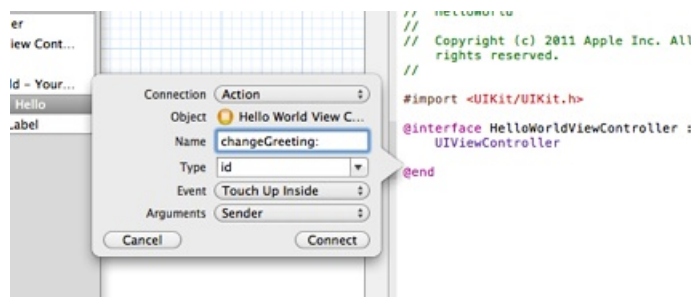 er
iew Cont...
ld – Your...
Hello
Label
Connection Action
Object Hello World View C...
Name changeGreeting:
Type id
Event Touch Up Inside
Arguments Sender
Cancel Connect
// HelloWorld
//
// Copyright (c) 2011 Apple Inc. All
rights reserved.
//
#import <UIKit/UIKit.h>
@interface HelloWorldViewController :
UIViewController
@end